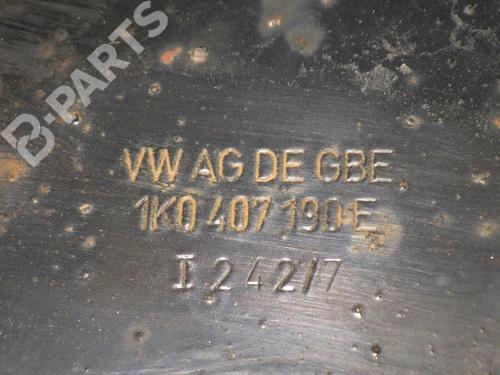 B-PARTS
VW AG DE GBE
1K0 407 190 E
I 242/7